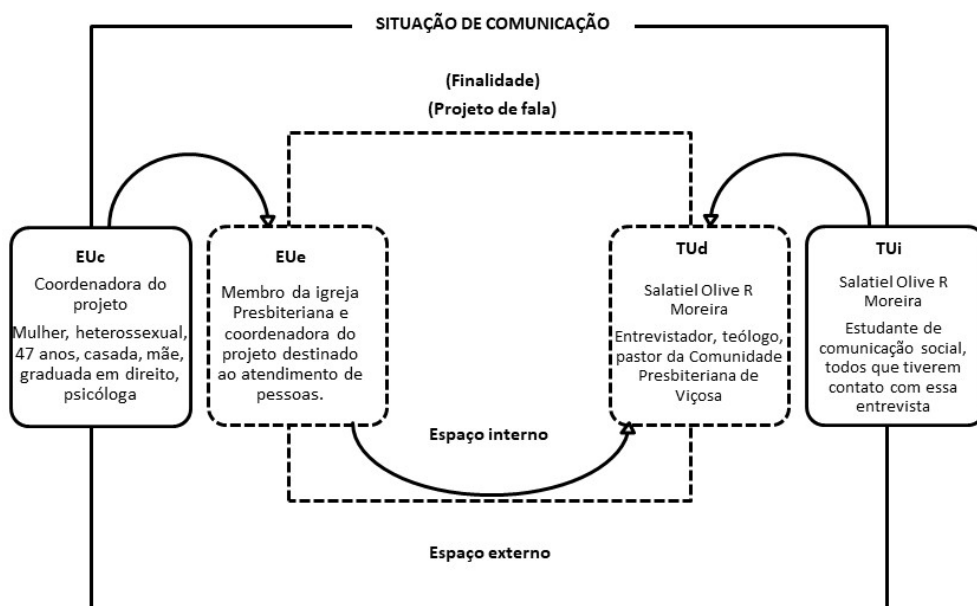 SITUAÇÃO DE COMUNICAÇÃO
(Finalidade)
(Projeto de fala)
EUc
Coordenadora do
projeto
Mulher, heterossexual,
47 anos, casada, mãe,
graduada em direito,
psicóloga
EUe
Membro da igreja
Presbiteriana e
coordenadora do
projeto destinado
ao atendimento de
pessoas.
TUd
Salatiel Olive R
Moreira
Entrevistador, teólogo,
pastor da Comunidade
Presbiteriana de
Viçosa
TUi
Salatiel Olive R
Moreira
Estudante de
comunicação social,
todos que tiverem
contato com essa
entrevista
Espaço interno
Espaço externo